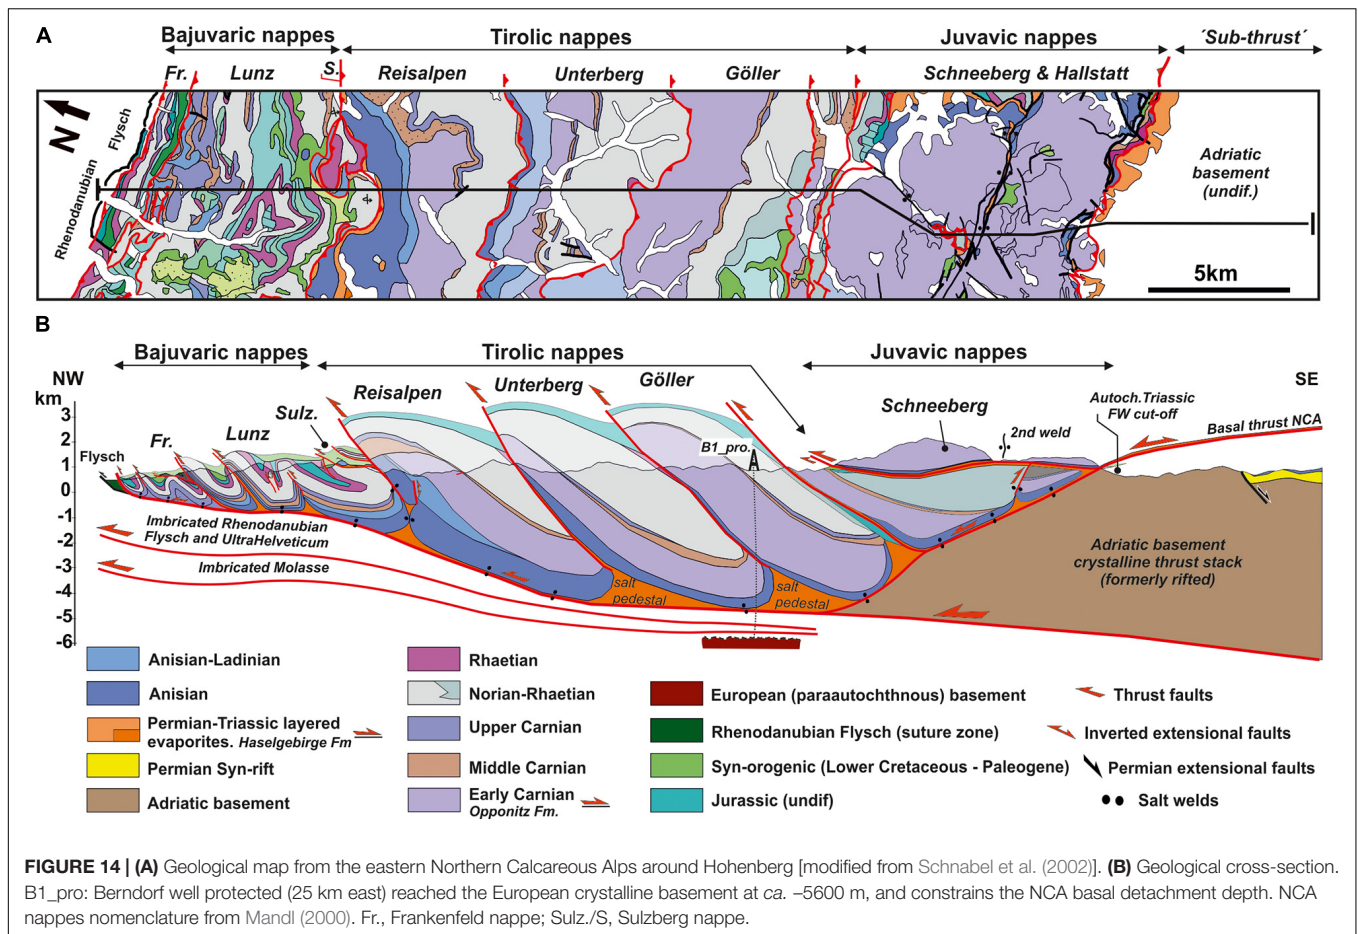 A
Bajuvaric nappes
Tirolic nappes
Juvavic nappes
´Sub-thrust´
Fr.
Lunz
S.
Reisalpen
Unterberg
Göller
Schneeberg & Hallstatt
N
Flysch
Rhenodanubian
Adriatic
basement
(undif.)
5km
B
Bajuvaric nappes
Tirolic nappes
Juvavic nappes
NW
km
SE
3
2
1
0
-1
-2
-3
-4
-5
-6
Flysch
Fr.
Lunz
Sulz.
Reisalpen
Unterberg
Göller
B1_pro.
Schneeberg
2nd weld
Autoch.Triassic
FW cut-off
Basal thrust NCA
Imbricated Rhenodanubian
Flysch and UltraHelveticum
Imbricated Molasse
salt
pedestal
salt
pedestal
Adriatic basement
crystalline thrust stack
(formerly rifted)
Anisian-Ladinian
Anisian
Permian-Triassic layered
evaporites. Haselgebirge Fm
Permian Syn-rift
Adriatic basement
Rhaetian
Norian-Rhaetian
Upper Carnian
Middle Carnian
Early Carnian
Opponitz Fm.
European (paraautochthnous) basement
Rhenodanubian Flysch (suture zone)
Syn-orogenic (Lower Cretaceous - Paleogene)
Jurassic (undif)
Thrust faults
Inverted extensional faults
Permian extensional faults
Salt welds
FIGURE 14 | (A) Geological map from the eastern Northern Calcareous Alps around Hohenberg [modified from Schnabel et al. (2002)]. (B) Geological cross-section.
B1_pro: Berndorf well protected (25 km east) reached the European crystalline basement at ca. –5600 m, and constrains the NCA basal detachment depth. NCA
nappes nomenclature from Mandl (2000). Fr., Frankenfeld nappe; Sulz./S, Sulzberg nappe.